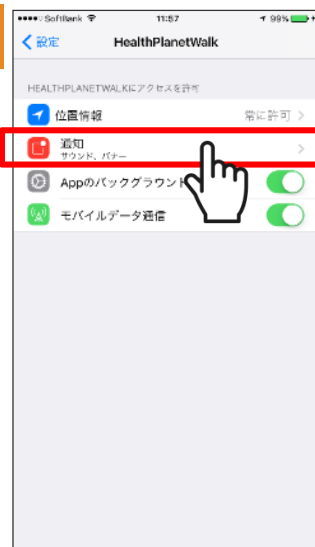 SoftBank 11:57 99%
設定 HealthPlanetWalk
HEALTHPLANETWALKにアクセスを許可
位置情報 常に許可
通知
サウンド、バナー
Appのバックグラウンド
モバイルデータ通信